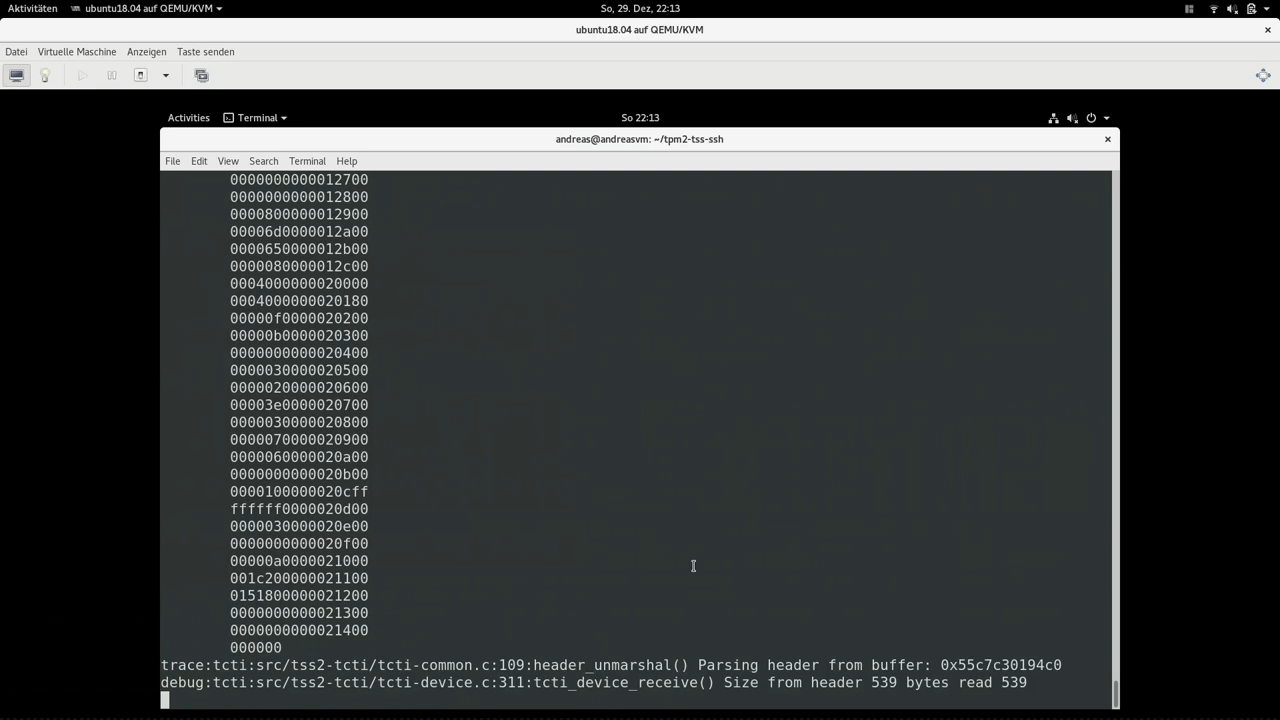 Aktivitäten ubuntu18.04 auf QEMU/KVM So, 29. Dez, 22:13
ubuntu18.04 auf QEMU/KVM
Datei Virtuelle Maschine Anzeigen Taste senden
Activities Terminal So 22:13
andreas@andreasvm: ~/tpm2-tss-ssh
File Edit View Search Terminal Help
0000000000012700
0000000000012800
0000800000012900
00006d0000012a00
0000650000012b00
0000080000012c00
0004000000020000
0004000000020180
00000f0000020200
00000b0000020300
0000000000020400
0000030000020500
0000020000020600
00003e0000020700
0000030000020800
0000070000020900
0000060000020a00
0000000000020b00
0000100000020cff
ffffff0000020d00
0000030000020e00
0000000000020f00
00000a0000021000
001c200000021100
0151800000021200
0000000000021300
0000000000021400
000000
trace:tcti:src/tss2-tcti/tcti-common.c:109:header_unmarshal() Parsing header from buffer: 0x55c7c30194c0
debug:tcti:src/tss2-tcti/tcti-device.c:311:tcti_device_receive() Size from header 539 bytes read 539